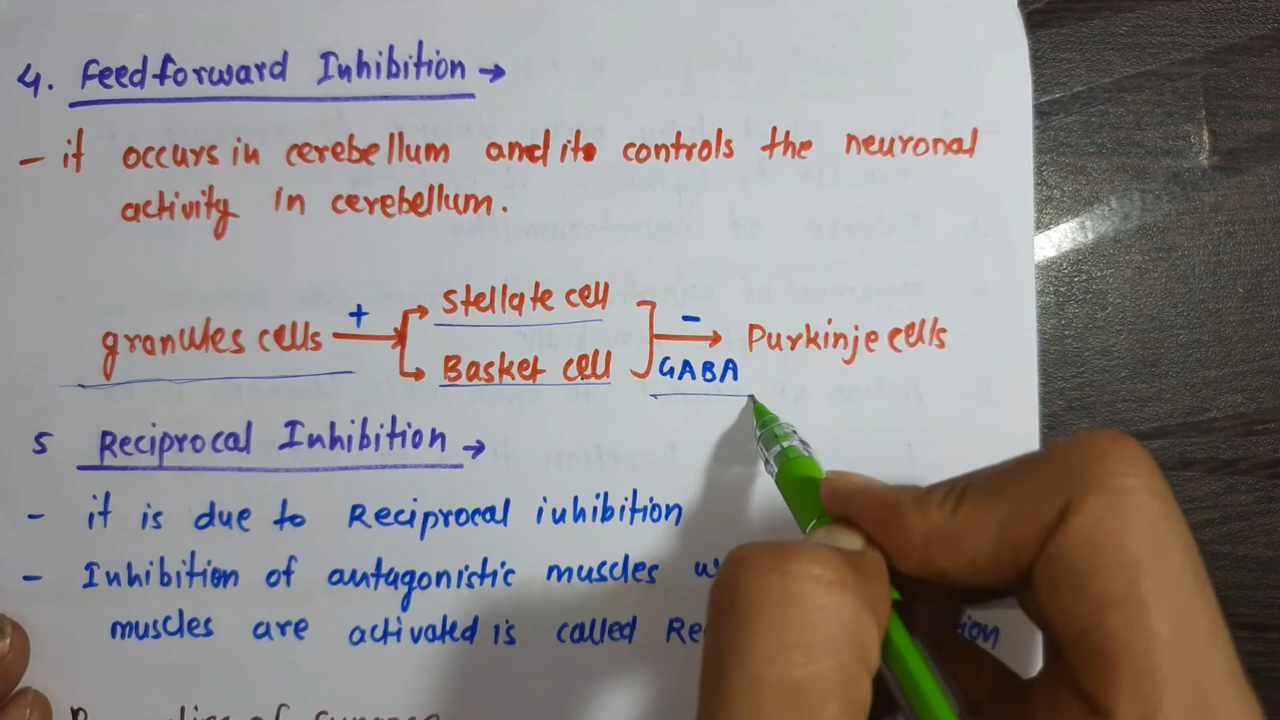 4. Feedforward Inhibition →
- it occurs in cerebellum and it controls the neuronal
activity in cerebellum.
granules cells + → Stellate cell
Basket cell
- → GABA
Purkinje cells
5 Reciprocal Inhibition →
- it is due to Reciprocal inhibition
- Inhibition of antagonistic muscles
muscles are activated is called